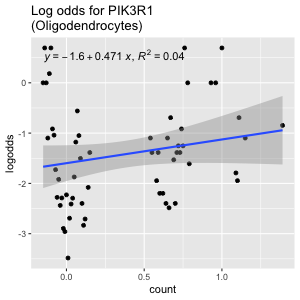 Log odds for PIK3R1
(Oligodendrocytes)
y = −1.6 + 0.471 x, R² = 0.04
0
-1
-2
-3
logodds
0.0 0.5 1.0
count